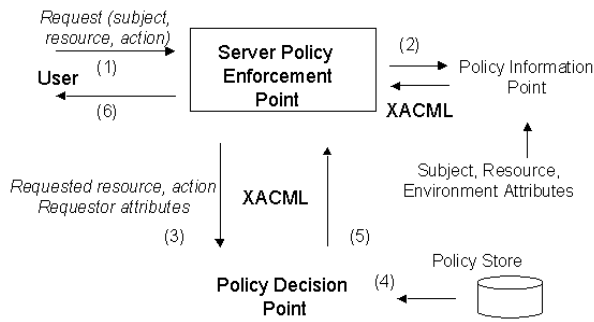 Request (subject,
resource, action)
(1)
User
(6)
Server Policy
Enforcement
Point
(2)
Policy Information
Point
XACML
Subject, Resource,
Environment Attributes
Requested resource, action
Requestor attributes
(3)
XACML
(5)
Policy Decision
Point
(4)
Policy Store